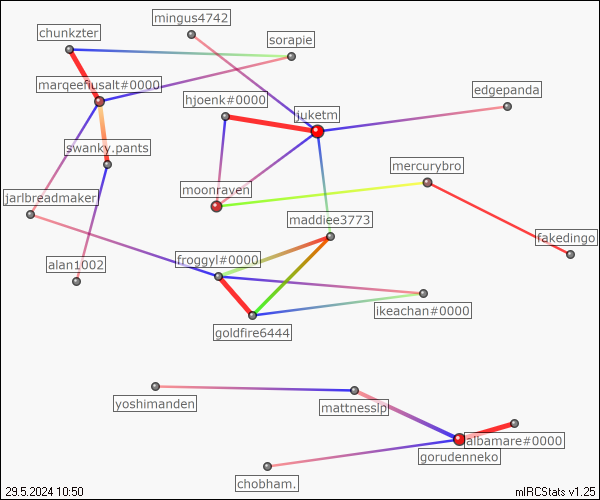 mingus4742
chunkzter
sorapie
marqeefiusalt#0000
edgepanda
hjoenk#0000
juketm
swanky.pants
mercurybro
moonraven
jarlbreadmaker
maddiee3773
fakedingo
froggyl#0000
alan1002
ikeachan#0000
goldfire6444
yoshimanden
mattnesslp
albamare#0000
gorudenneko
chobham.
29.5.2024 10:50
mIRCStats v1.25